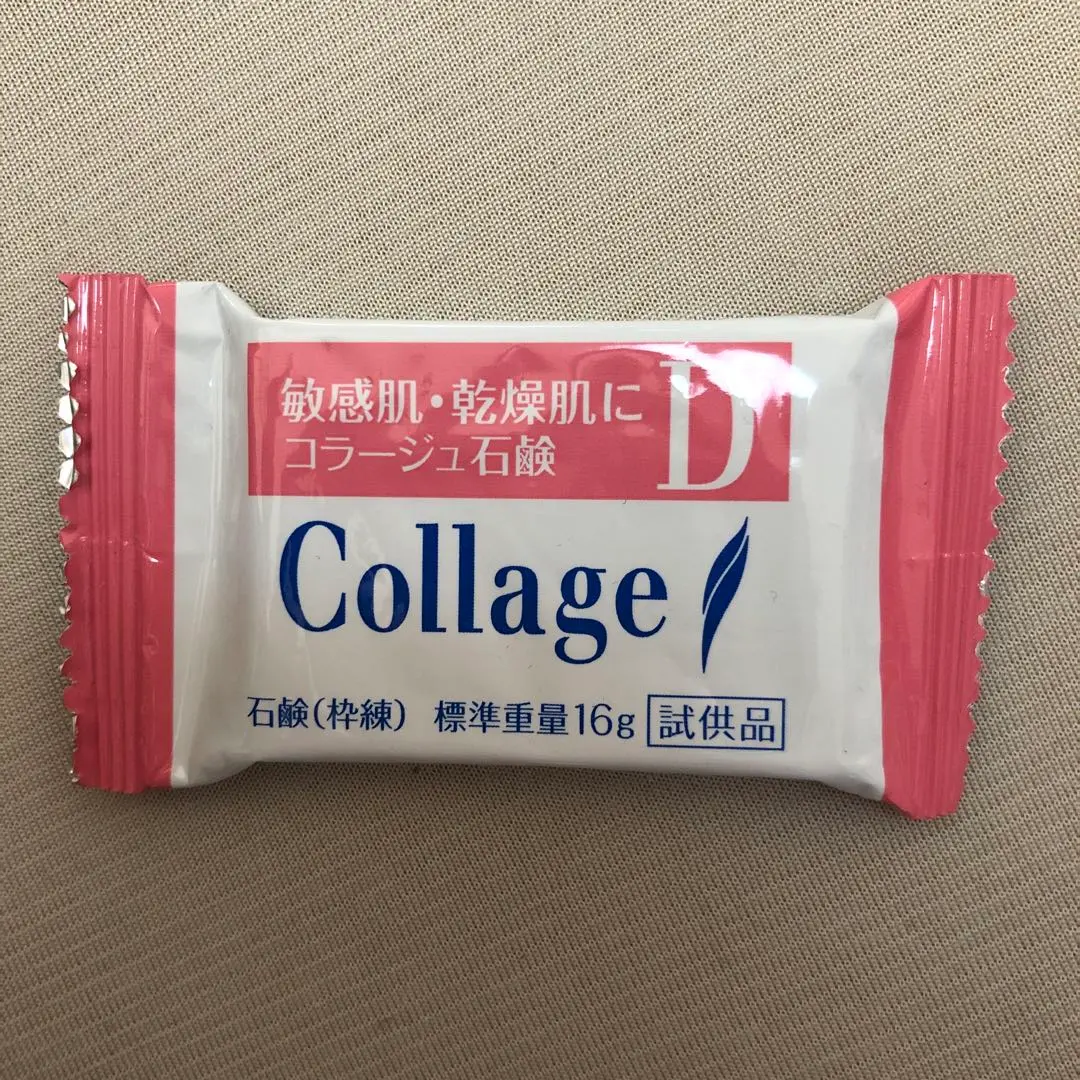 敏感肌・乾燥肌に
コラージュ石鹸
D
Collage
石鹸(枠練) 標準重量16g 試供品